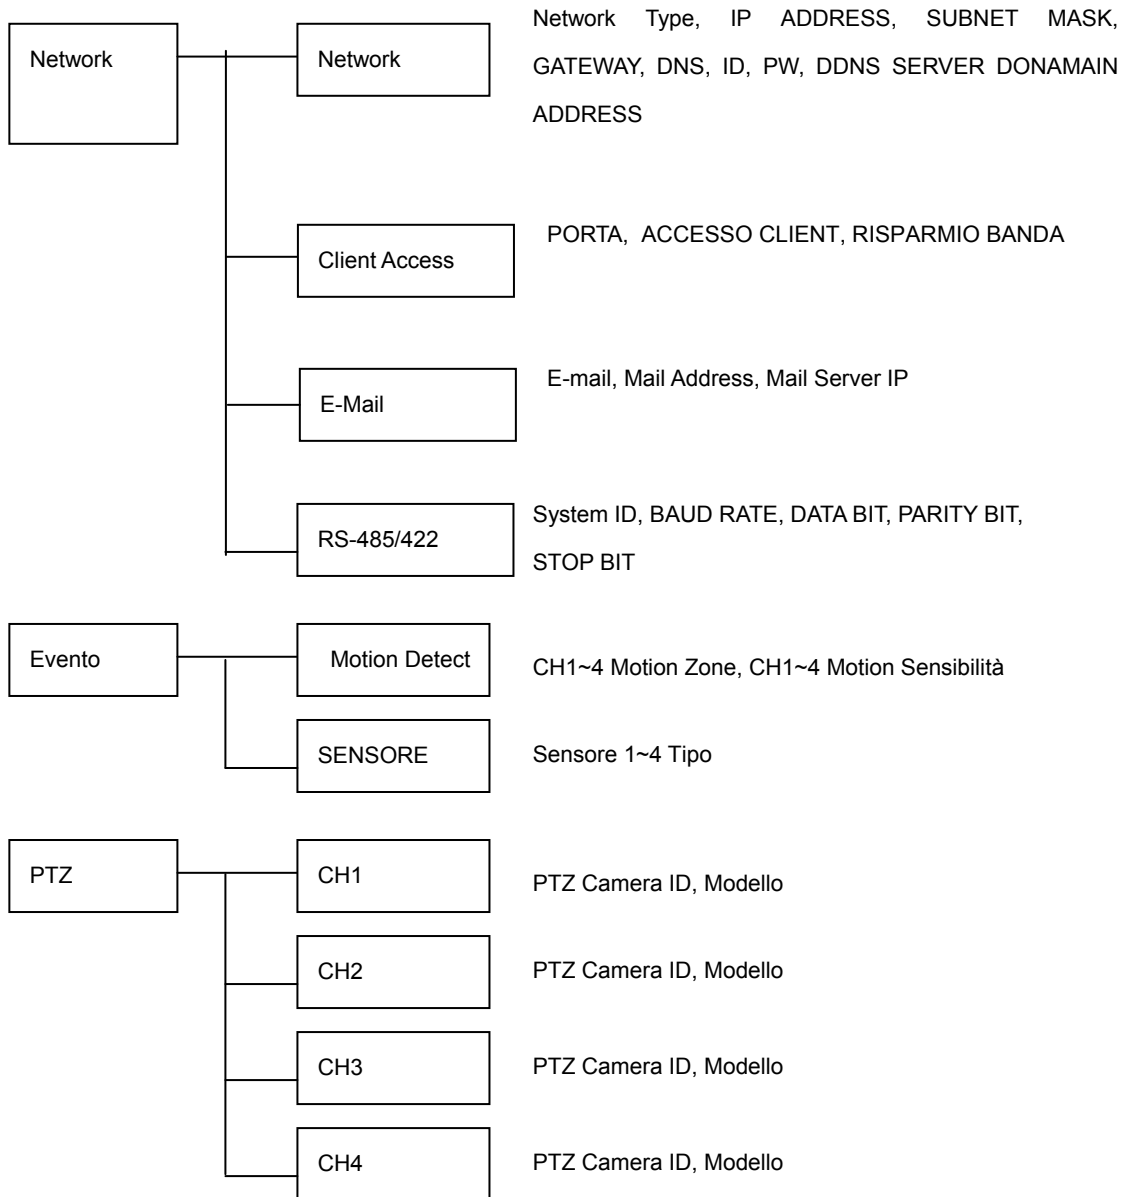 Network
Network
Network Type, IP ADDRESS, SUBNET MASK,
GATEWAY, DNS, ID, PW, DDNS SERVER DONAMAIN
ADDRESS
Client Access
PORTA, ACCESSO CLIENT, RISPARMIO BANDA
E-Mail
E-mail, Mail Address, Mail Server IP
RS-485/422
System ID, BAUD RATE, DATA BIT, PARITY BIT,
STOP BIT
Evento
Motion Detect
CH1~4 Motion Zone, CH1~4 Motion Sensibilità
SENSORE
Sensore 1~4 Tipo
PTZ
CH1
PTZ Camera ID, Modello
CH2
PTZ Camera ID, Modello
CH3
PTZ Camera ID, Modello
CH4
PTZ Camera ID, Modello